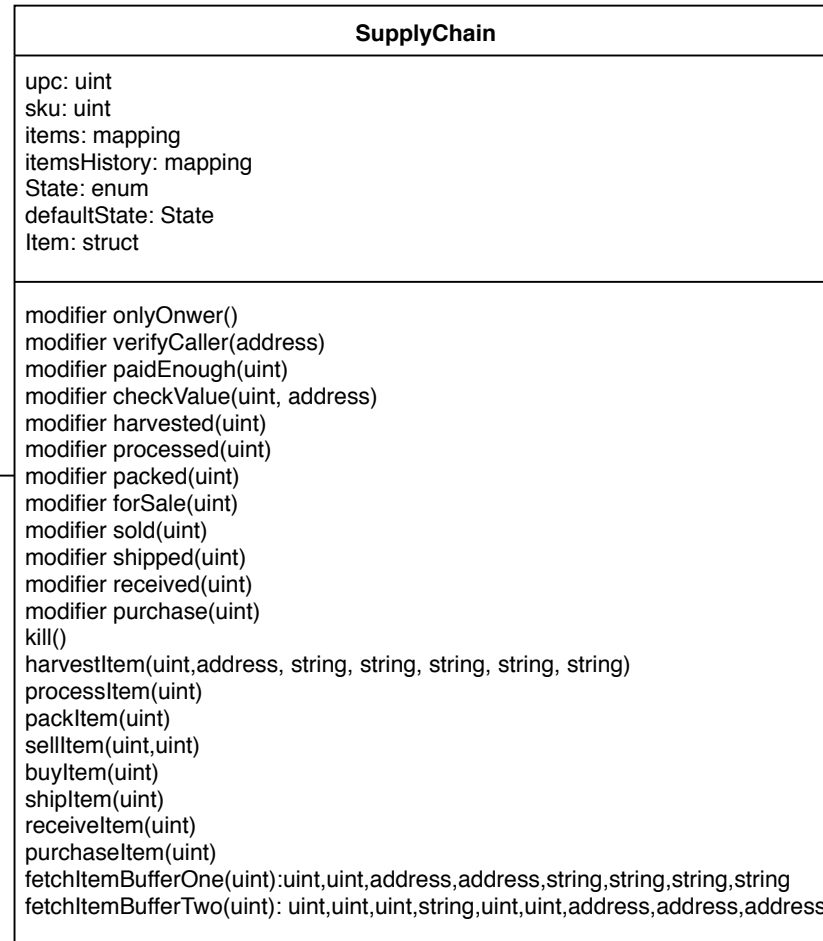 SupplyChain
upc: uint
sku: uint
items: mapping
itemsHistory: mapping
State: enum
defaultState: State
Item: struct
modifier onlyOnwer()
modifier verifyCaller(address)
modifier paidEnough(uint)
modifier checkValue(uint, address)
modifier harvested(uint)
modifier processed(uint)
modifier packed(uint)
modifier forSale(uint)
modifier sold(uint)
modifier shipped(uint)
modifier received(uint)
modifier purchase(uint)
kill()
harvestItem(uint,address, string, string, string, string, string)
processItem(uint)
packItem(uint)
sellItem(uint,uint)
buyItem(uint)
shipItem(uint)
receiveItem(uint)
purchaseItem(uint)
fetchItemBufferOne(uint):uint,uint,address,address,string,string,string,string
fetchItemBufferTwo(uint): uint,uint,uint,string,uint,uint,address,address,address